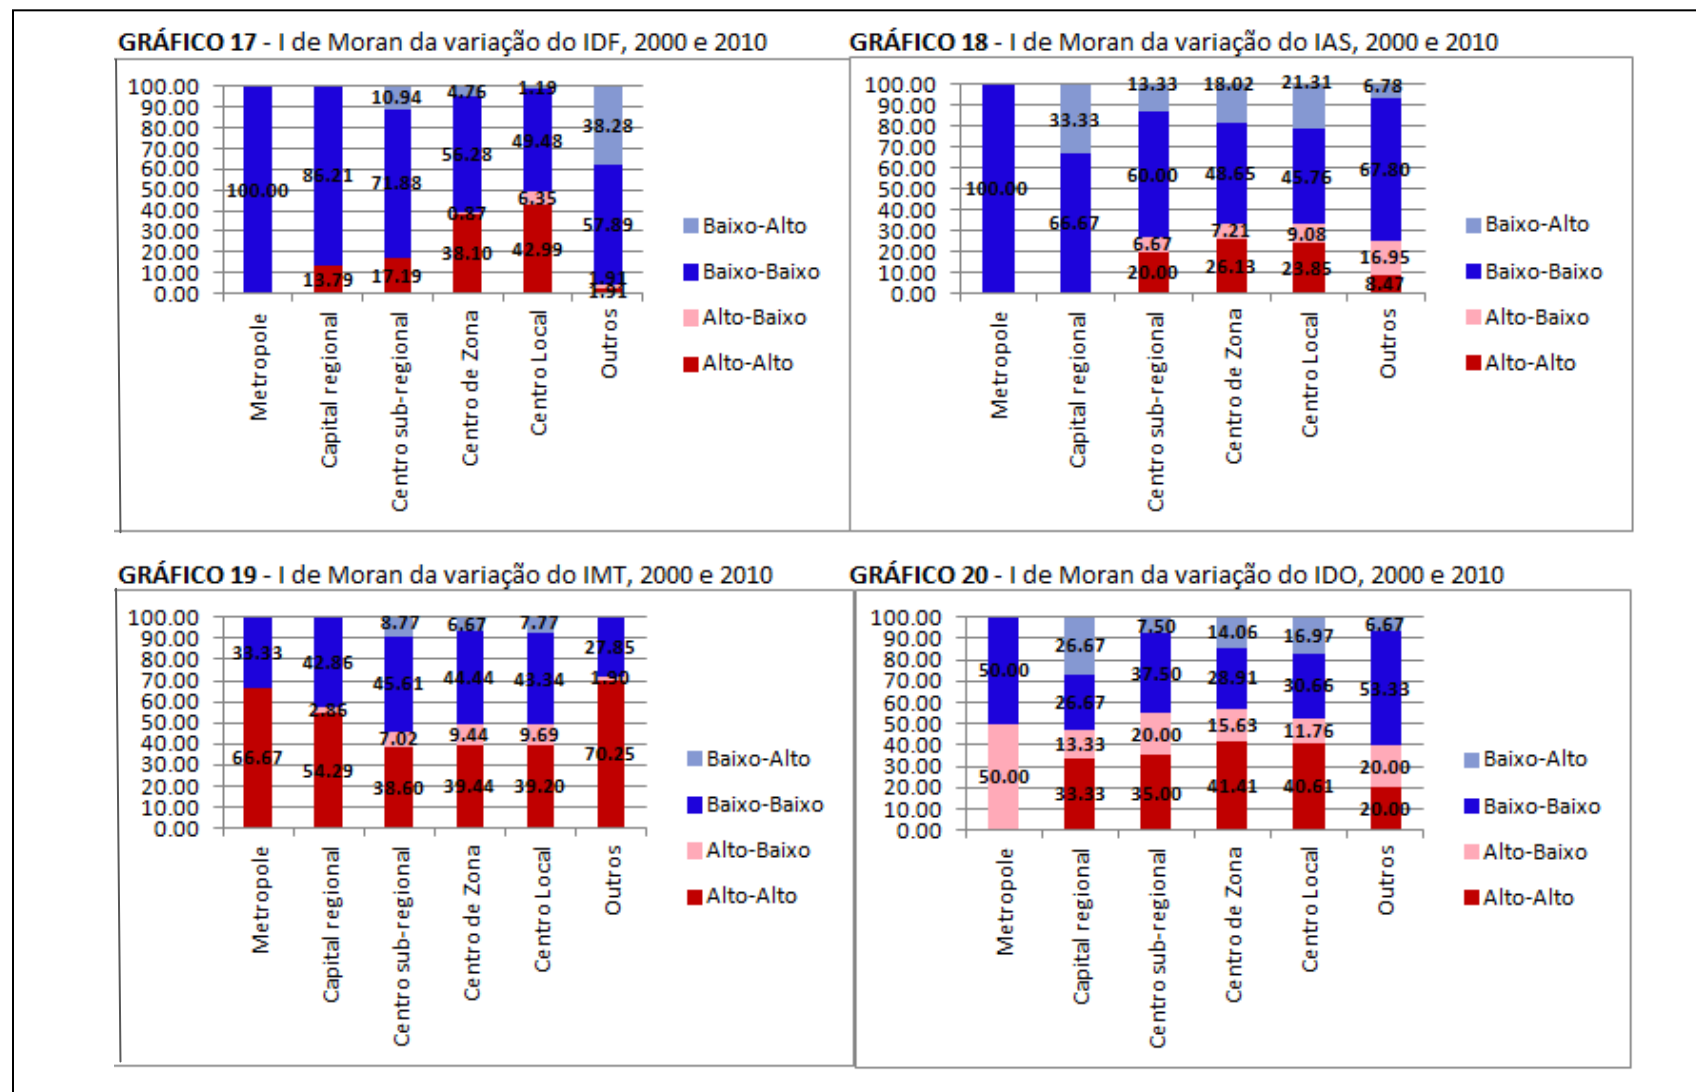 GRÁFICO 17 - I de Moran da variação do IDF, 2000 e 2010
100.00
90.00
80.00
70.00
60.00
50.00
40.00
30.00
20.00
10.00
0.00
100.00
86.21
13.79
10.94
71.88
17.19
4.76
56.28
0.87
38.10
1.19
49.48
6.35
42.99
38.28
57.89
1.91
1.91
Metropole
Capital regional
Centro sub-regional
Centro de Zona
Centro Local
Outros
Baixo-Alto
Baixo-Baixo
Alto-Baixo
Alto-Alto
GRÁFICO 18 - I de Moran da variação do IAS, 2000 e 2010
100.00
90.00
80.00
70.00
60.00
50.00
40.00
30.00
20.00
10.00
0.00
100.00
33.33
66.67
13.33
60.00
6.67
20.00
18.02
48.65
7.21
26.13
21.31
45.76
9.08
23.85
6.78
67.80
16.95
8.47
Metropole
Capital regional
Centro sub-regional
Centro de Zona
Centro Local
Outros
Baixo-Alto
Baixo-Baixo
Alto-Baixo
Alto-Alto
GRÁFICO 19 - I de Moran da variação do IMT, 2000 e 2010
100.00
90.00
80.00
70.00
60.00
50.00
40.00
30.00
20.00
10.00
0.00
33.33
66.67
42.86
2.86
54.29
8.77
45.61
7.02
38.60
6.67
44.44
9.44
39.44
7.77
43.34
9.69
39.20
27.85
1.90
70.25
Metropole
Capital regional
Centro sub-regional
Centro de Zona
Centro Local
Outros
Baixo-Alto
Baixo-Baixo
Alto-Baixo
Alto-Alto
GRÁFICO 20 - I de Moran da variação do IDO, 2000 e 2010
100.00
90.00
80.00
70.00
60.00
50.00
40.00
30.00
20.00
10.00
0.00
50.00
50.00
26.67
26.67
13.33
33.33
7.50
37.50
20.00
35.00
14.06
28.91
15.63
41.41
16.97
30.66
11.76
40.61
6.67
53.33
20.00
20.00
Metropole
Capital regional
Centro sub-regional
Centro de Zona
Centro Local
Outros
Baixo-Alto
Baixo-Baixo
Alto-Baixo
Alto-Alto